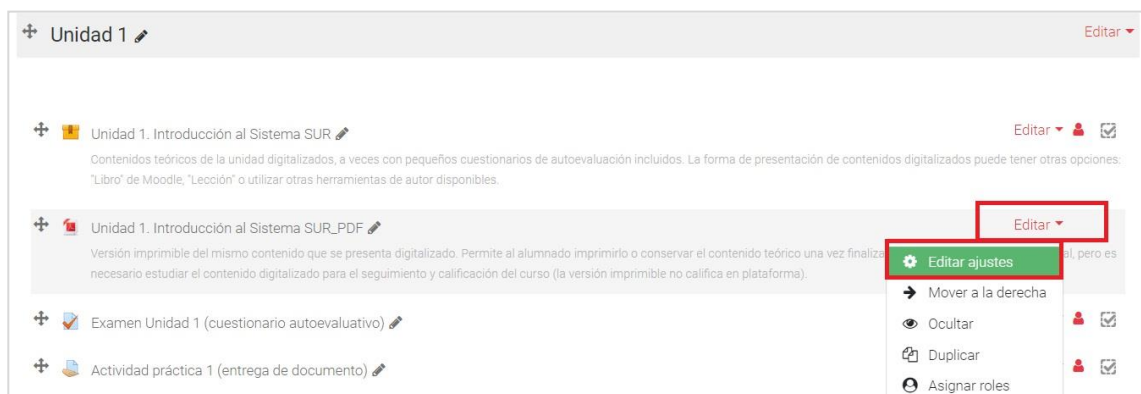 Unidad 1
Editar
Unidad 1. Introducción al Sistema SUR
Editar
Contenidos teóricos de la unidad digitalizados, a veces con pequeños cuestionarios de autoevaluación incluidos. La forma de presentación de contenidos digitalizados puede tener otras opciones:
"Libro" de Moodle, "Lección" o utilizar otras herramientas de autor disponibles.
Unidad 1. Introducción al Sistema SUR_PDF
Editar
Versión imprimible del mismo contenido que se presenta digitalizado. Permite al alumnado imprimirlo o conservar el contenido teórico una vez finaliza al, pero es
necesario estudiar el contenido digitalizado para el seguimiento y calificación del curso (la versión imprimible no califica en plataforma).
Editar ajustes
Mover a la derecha
Examen Unidad 1 (cuestionario autoevaluativo)
Ocultar
Duplicar
Actividad práctica 1 (entrega de documento)
Asignar roles